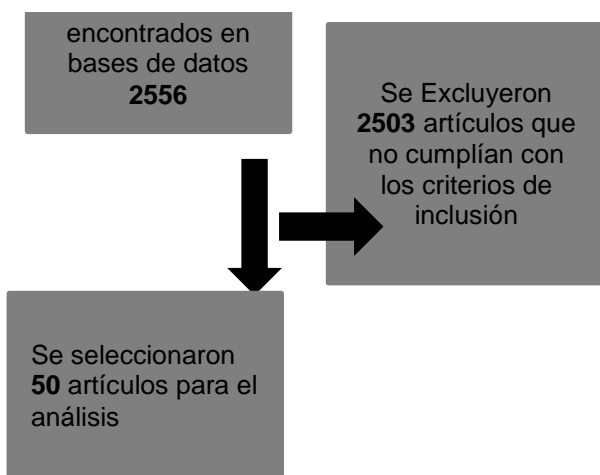 encontrados en
bases de datos
2556
Se Excluyeron
2503 artículos que
no cumplían con
los criterios de
inclusión
Se seleccionaron
50 artículos para el
análisis